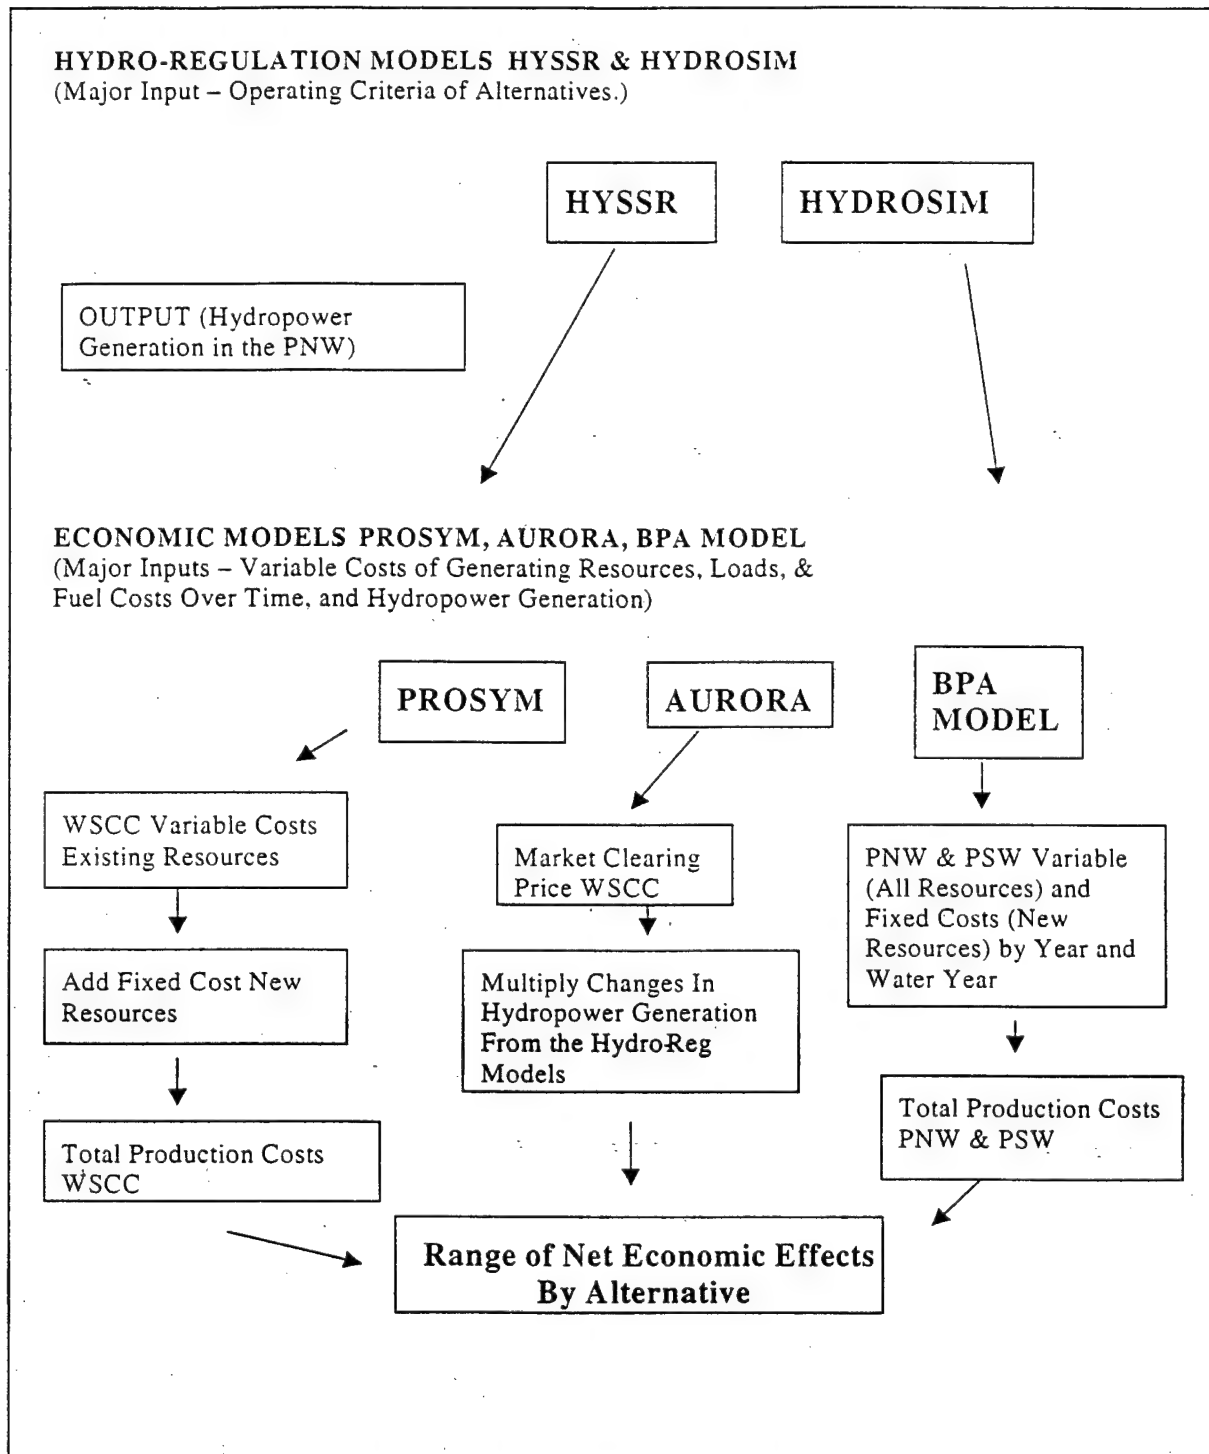 HYDRO-REGULATION MODELS HYSSR & HYDROSIM
(Major Input – Operating Criteria of Alternatives.)
HYSSR
HYDROSIM
OUTPUT (Hydropower
Generation in the PNW)
ECONOMIC MODELS PROSYM, AURORA, BPA MODEL
(Major Inputs – Variable Costs of Generating Resources, Loads, &
Fuel Costs Over Time, and Hydropower Generation)
PROSYM
AURORA
BPA
MODEL
WSCC Variable Costs
Existing Resources
Market Clearing
Price WSCC
PNW & PSW Variable
(All Resources) and
Fixed Costs (New
Resources) by Year and
Water Year
Add Fixed Cost New
Resources
Multiply Changes In
Hydropower Generation
From the Hydro-Reg
Models
Total Production Costs
PNW & PSW
Total Production Costs
WSCC
Range of Net Economic Effects
By Alternative